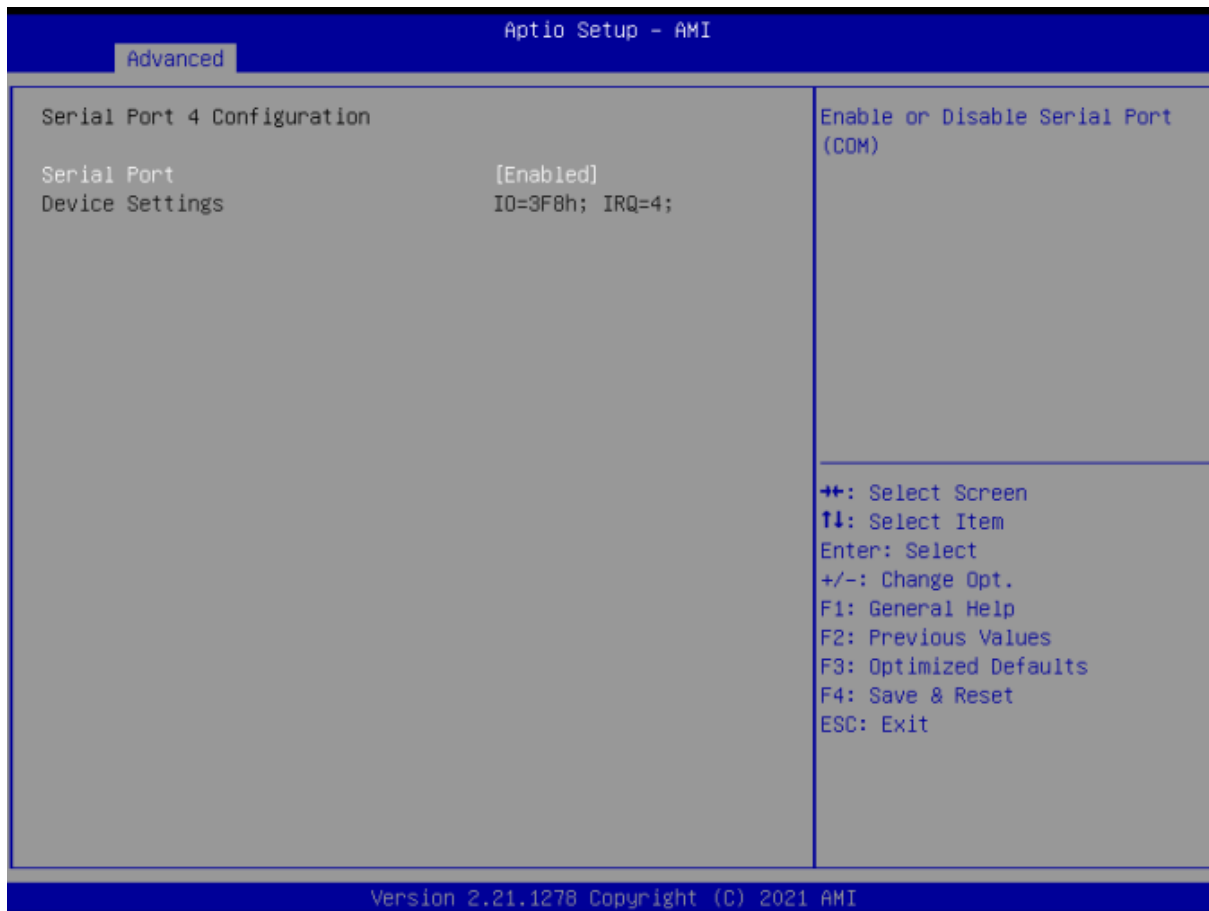 Aptio Setup - AMI
Advanced
Serial Port 4 Configuration
Serial Port [Enabled]
Device Settings IO=3F8h; IRQ=4;
Enable or Disable Serial Port
(COM)
→←: Select Screen
↑↓: Select Item
Enter: Select
+/-: Change Opt.
F1: General Help
F2: Previous Values
F3: Optimized Defaults
F4: Save & Reset
ESC: Exit
Version 2.21.1278 Copyright (C) 2021 AMI